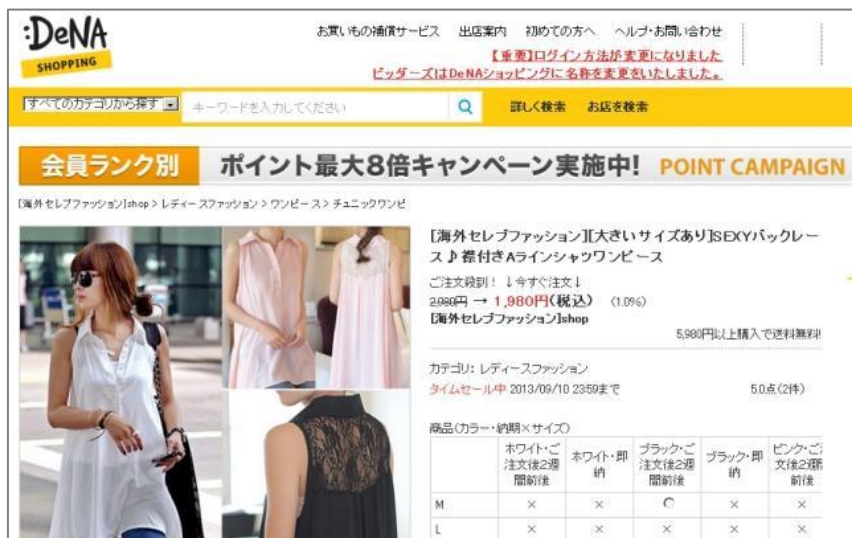 :DeNA
SHOPPING
お買いもの補償サービス 出店案内 初めての方へ ヘルプ・お問い合わせ
【重要】ログイン方法が変更になりました
ビッダーズはDeNAショッピングに名称を変更をいたしました。
すべてのカテゴリから探す キーワードを入力してください 詳しく検索 お店を検索
会員ランク別 ポイント最大8倍キャンペーン実施中! POINT CAMPAIGN
[海外セレブファッション]shop > レディースファッション > ワンピース > チュニックワンピ
[海外セレブファッション][大きいサイズあり]SEXYバックレー
ス♪襟付きAラインシャツワンピース
ご注文殺到! ↓今すぐ注文↓
2,980円 → 1,980円(税込) (1.0%)
[海外セレブファッション]shop
5,980円以上購入で送料無料!
カテゴリ: レディースファッション
タイムセール中 2013/09/10 23:59まで 5.0点(2件)
商品(カラー・納期×サイズ)
ホワイト・ご注文後2週間前後 ホワイト・即納 ブラック・ご注文後2週間前後 ブラック・即納 ピンク・ご注文後2週間前後
M × × × ×
L × × × × ×